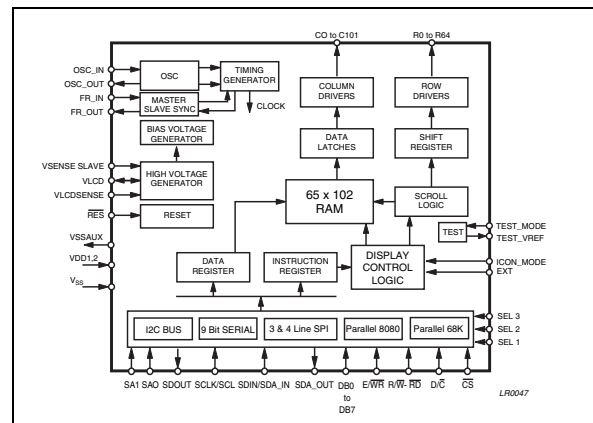 CO to C101
R0 to R64
OSC_IN
OSC_OUT
FR_IN
FR_OUT
VSENSE SLAVE
VLCD
VLCDSENSE
RES
VSSAUX
VDD1,2
VSS
OSC
TIMING
GENERATOR
MASTER
SLAVE SYNC
CLOCK
BIAS VOLTAGE
GENERATOR
HIGH VOLTAGE
GENERATOR
RESET
COLUMN
DRIVERS
ROW
DRIVERS
DATA
LATCHES
SHIFT
REGISTER
65 x 102
RAM
SCROLL
LOGIC
TEST
TEST_MODE
TEST_VREF
DATA
REGISTER
INSTRUCTION
REGISTER
DISPLAY
CONTROL
LOGIC
ICON_MODE
EXT
I2C BUS
9 Bit SERIAL
3 & 4 Line SPI
Parallel 8080
Parallel 68K
SEL 3
SEL 2
SEL 1
SA1
SAO
SDOUT
SCLK/SCL
SDIN/SDA_IN
SDA_OUT
DB0
to
DB7
E/WR
R/W-RD
D/C
CS
LR0047